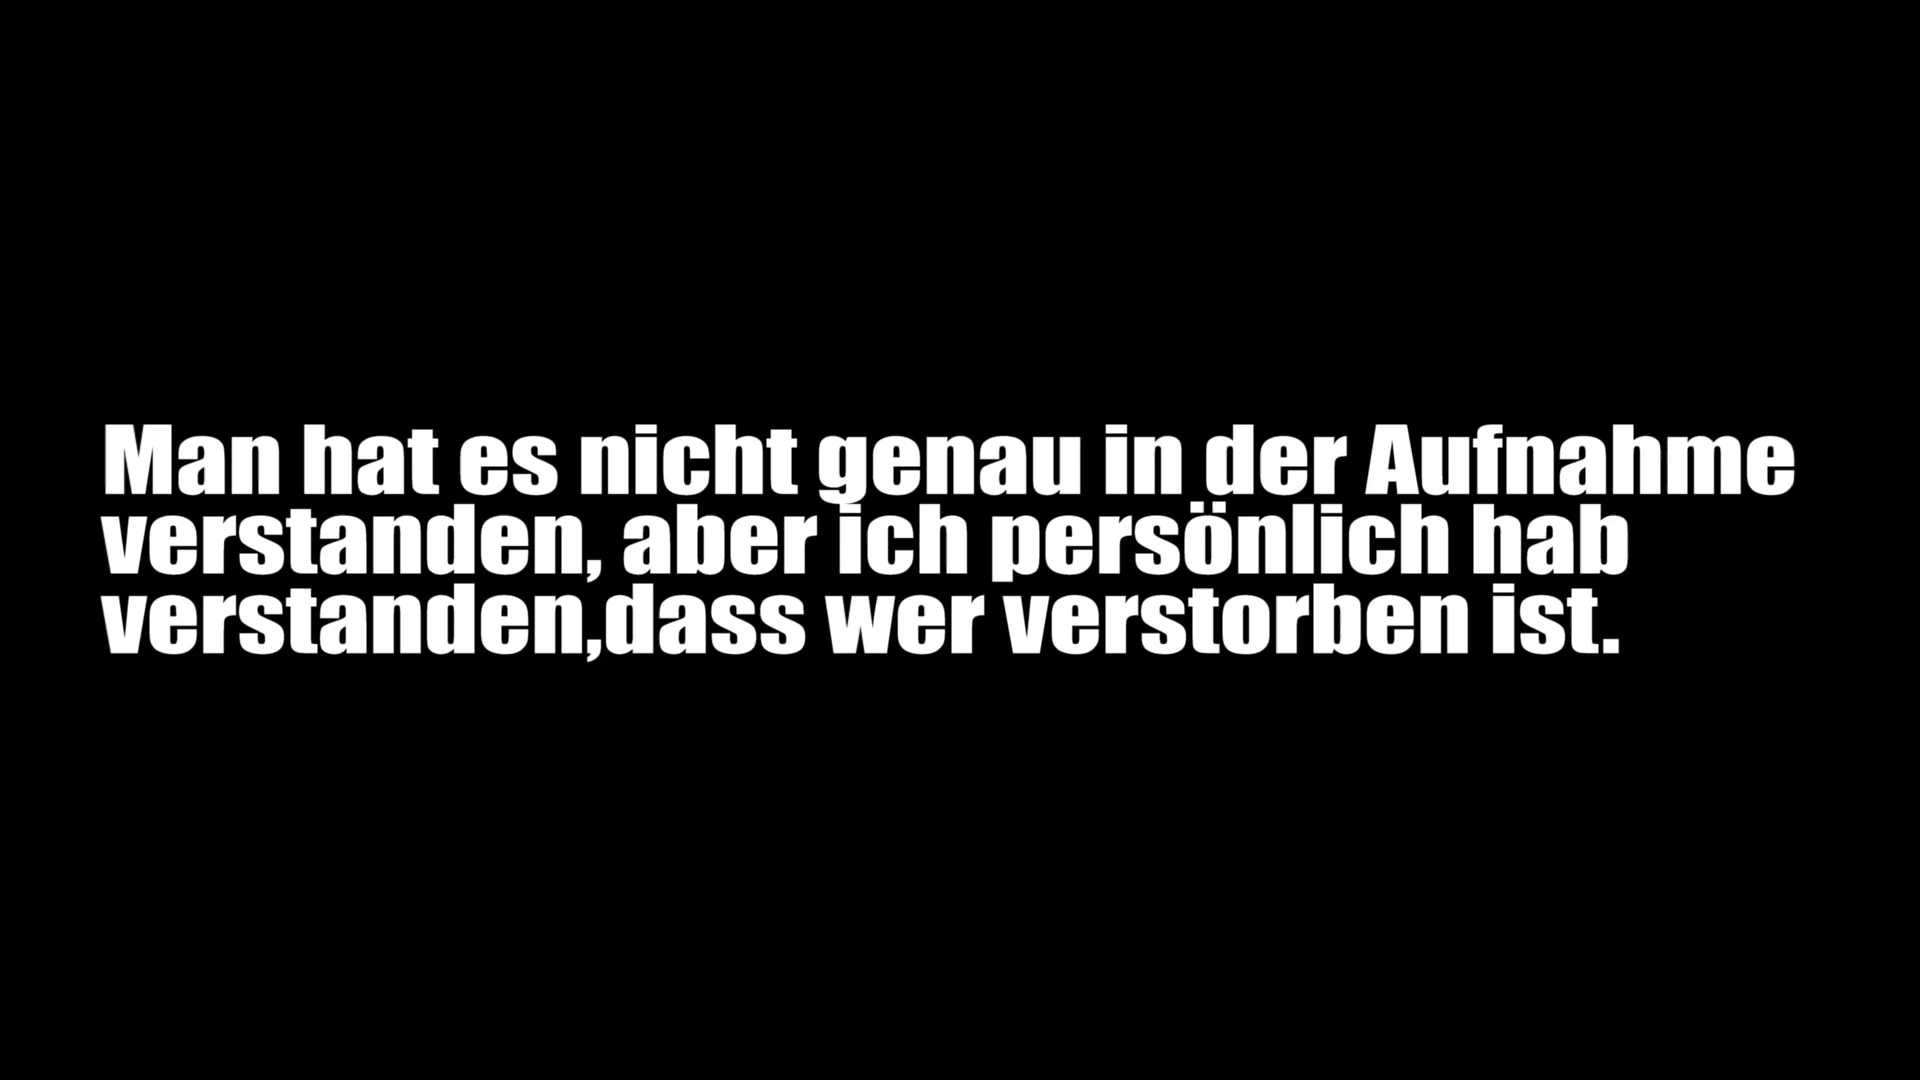 Man hat es nicht genau in der Aufnahme
verstanden, aber ich persönlich hab
verstanden,dass wer verstorben ist.